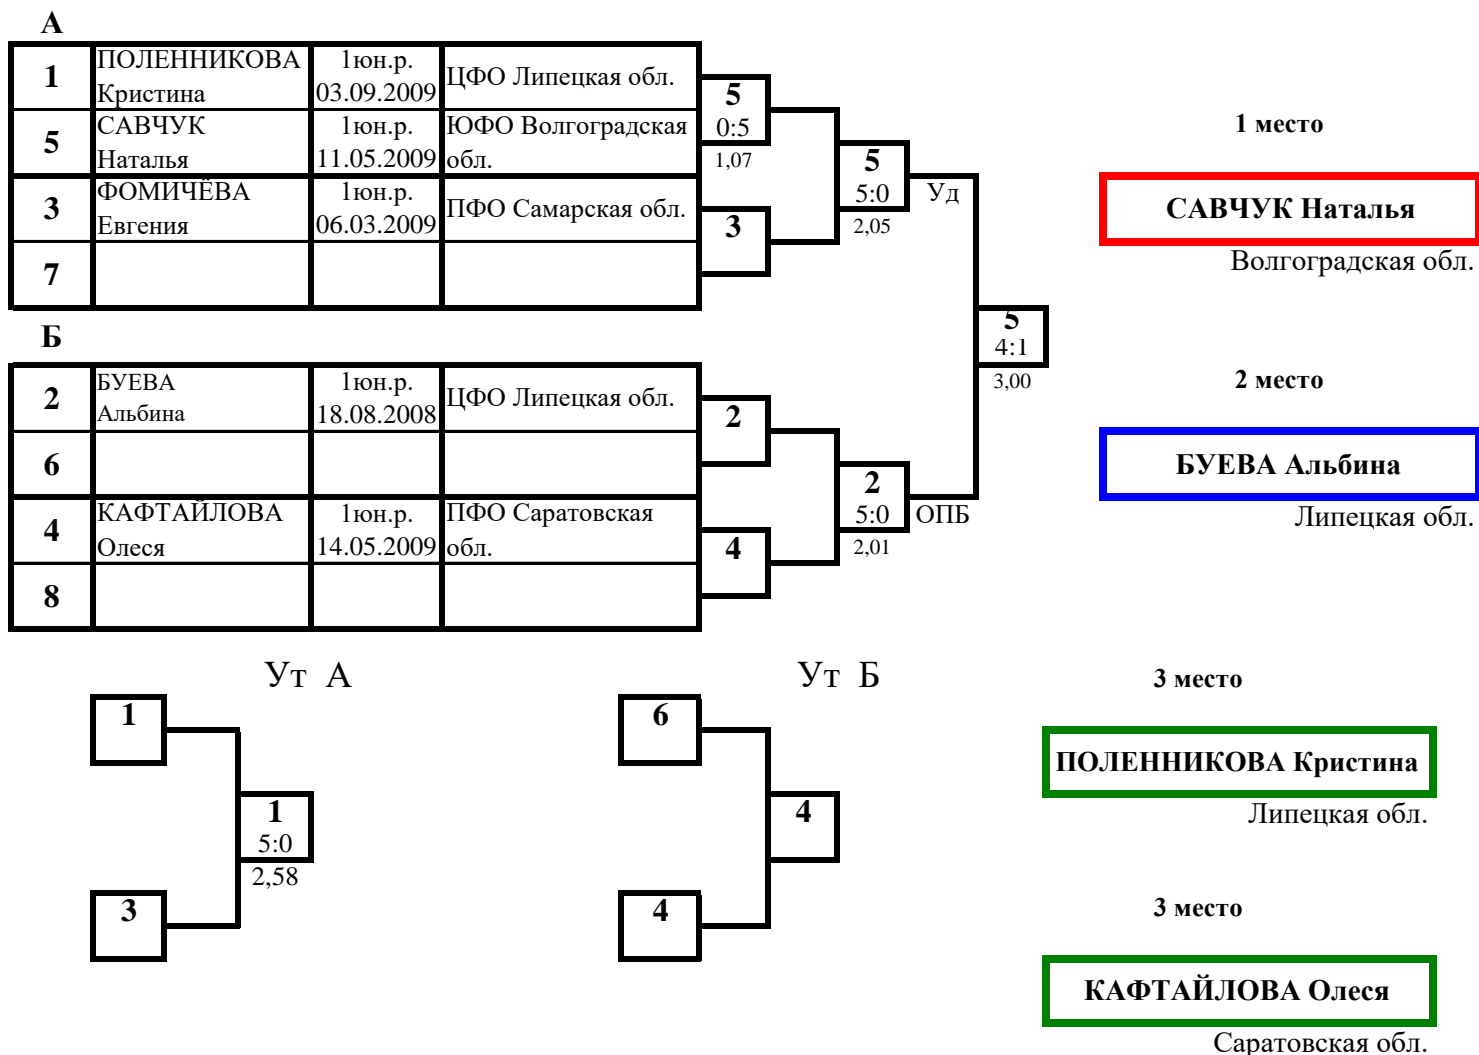 А
1 ПОЛЕННИКОВА 1юн.р. ЦФО Липецкая обл.
Кристина 03.09.2009
5
0:5
1,07
5 САВЧУК 1юн.р. ЮФО Волгоградская
Наталья 11.05.2009 обл.
1 место
5
5:0
2,05
Уд
3 ФОМИЧЁВА 1юн.р. ПФО Самарская обл.
Евгения 06.03.2009
3
САВЧУК Наталья
Волгоградская обл.
7
5
4:1
3,00
Б
2 БУЕВА 1юн.р. ЦФО Липецкая обл.
Альбина 18.08.2008
2
2 место
6
БУЕВА Альбина
Липецкая обл.
2
5:0
2,01
ОПБ
4 КАФТАЙЛОВА 1юн.р. ПФО Саратовская
Олеся 14.05.2009 обл.
4
8
Ут А
1
1
5:0
2,58
3
Ут Б
6
4
4
3 место
ПОЛЕННИКОВА Кристина
Липецкая обл.
3 место
КАФТАЙЛОВА Олеся
Саратовская обл.